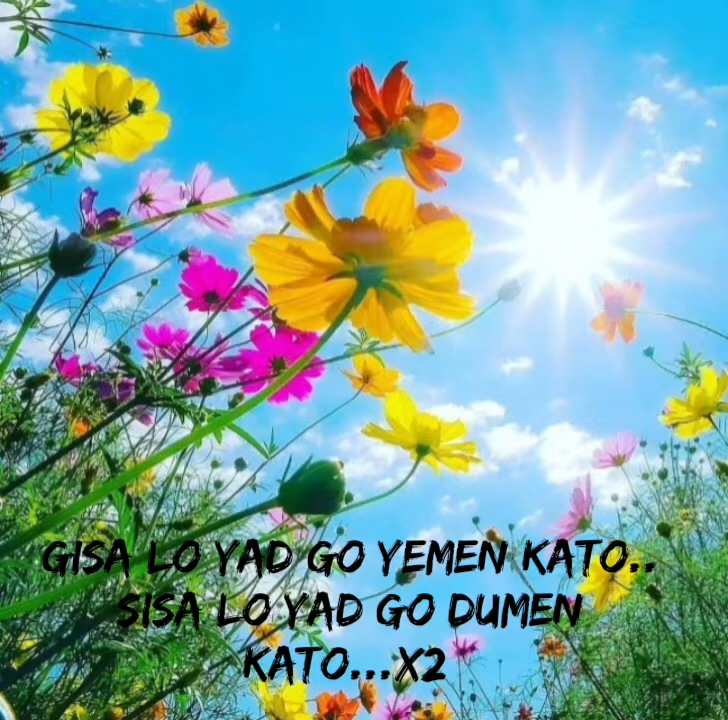 GISA LO YAD GO YEMEN KATO..
SISA LO YAD GO DUMEN
KATO...X2